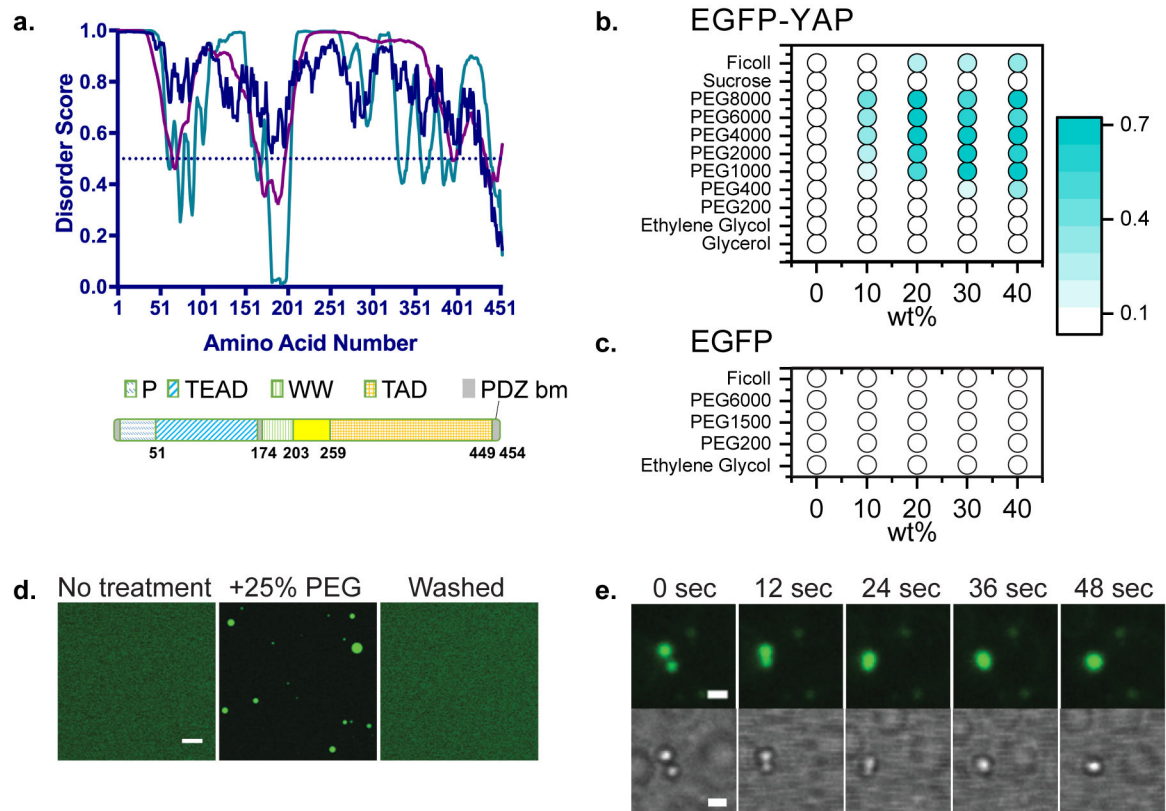 a.
Disorder Score
1.0
0.8
0.6
0.4
0.2
0.0
1 51 101 151 201 251 301 351 401 451
Amino Acid Number
P TEAD WW TAD PDZ bm
51 174 203 259 449 454
b. EGFP-YAP
Ficoll
Sucrose
PEG8000
PEG6000
PEG4000
PEG2000
PEG1000
PEG400
PEG200
Ethylene Glycol
Glycerol
0 10 20 30 40
wt%
0.7
0.4
0.1
c. EGFP
Ficoll
PEG6000
PEG1500
PEG200
Ethylene Glycol
0 10 20 30 40
wt%
d. No treatment +25% PEG Washed
e. 0 sec 12 sec 24 sec 36 sec 48 sec